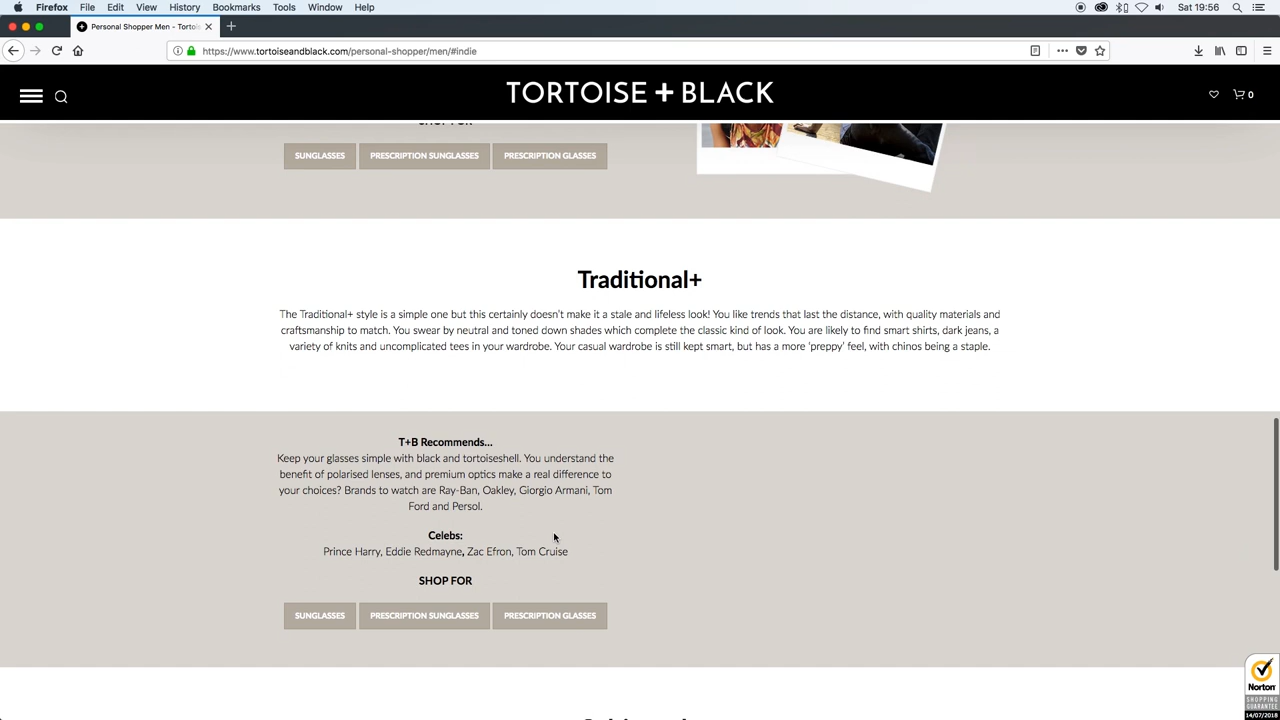 Firefox File Edit View History Bookmarks Tools Window Help Sat 19:56
Personal Shopper Men - Tortoi
https://www.tortoiseandblack.com/personal-shopper/men/#indie
TORTOISE + BLACK 0
SHOP FOR
SUNGLASSES PRESCRIPTION SUNGLASSES PRESCRIPTION GLASSES
Traditional+
The Traditional+ style is a simple one but this certainly doesn't make it a stale and lifeless look! You like trends that last the distance, with quality materials and
craftsmanship to match. You swear by neutral and toned down shades which complete the classic kind of look. You are likely to find smart shirts, dark jeans, a
variety of knits and uncomplicated tees in your wardrobe. Your casual wardrobe is still kept smart, but has a more 'preppy' feel, with chinos being a staple.
T+B Recommends...
Keep your glasses simple with black and tortoiseshell. You understand the
benefit of polarised lenses, and premium optics make a real difference to
your choices? Brands to watch are Ray-Ban, Oakley, Giorgio Armani, Tom
Ford and Persol.
Celebs:
Prince Harry, Eddie Redmayne, Zac Efron, Tom Cruise
SHOP FOR
SUNGLASSES PRESCRIPTION SUNGLASSES PRESCRIPTION GLASSES
Norton
SHOPPING
GUARANTEE
14/07/2018